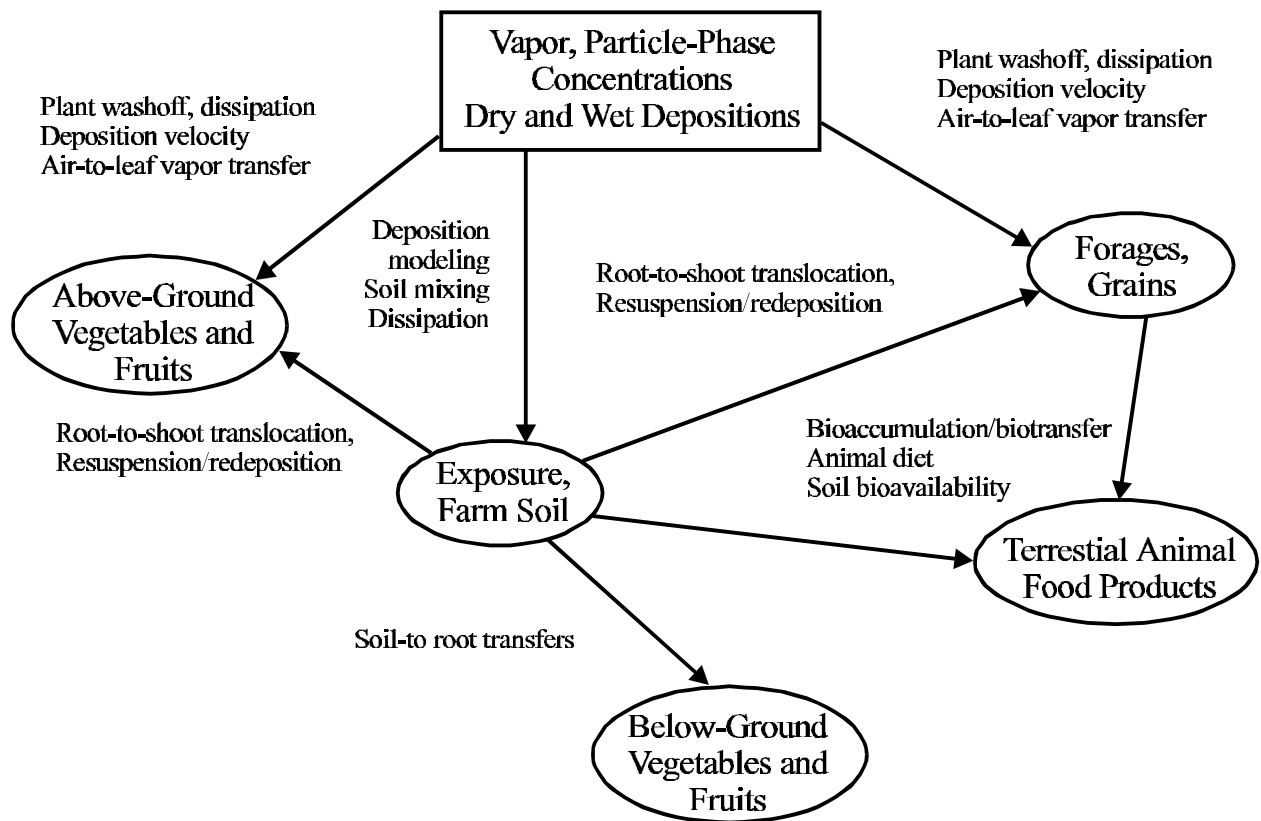 Vapor, Particle-Phase
Concentrations
Dry and Wet Depositions
Plant washoff, dissipation
Deposition velocity
Air-to-leaf vapor transfer
Plant washoff, dissipation
Deposition velocity
Air-to-leaf vapor transfer
Deposition
modeling
Soil mixing
Dissipation
Root-to-shoot translocation,
Resuspension/redeposition
Forages,
Grains
Above-Ground
Vegetables and
Fruits
Root-to-shoot translocation,
Resuspension/redeposition
Bioaccumulation/biotransfer
Animal diet
Soil bioavailability
Exposure,
Farm Soil
Terrestial Animal
Food Products
Soil-to root transfers
Below-Ground
Vegetables and
Fruits